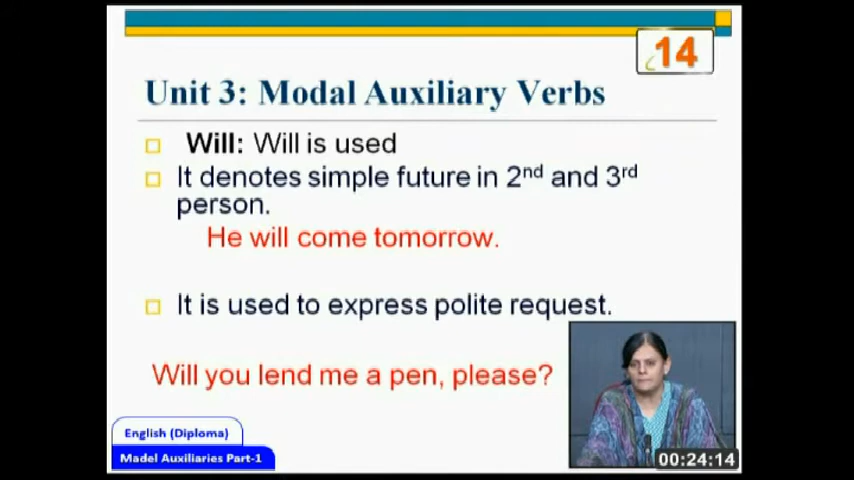 14
Unit 3: Modal Auxiliary Verbs
Will: Will is used
It denotes simple future in 2nd and 3rd
person.
He will come tomorrow.
It is used to express polite request.
Will you lend me a pen, please?
English (Diploma)
Madel Auxiliaries Part-1
00:24:14